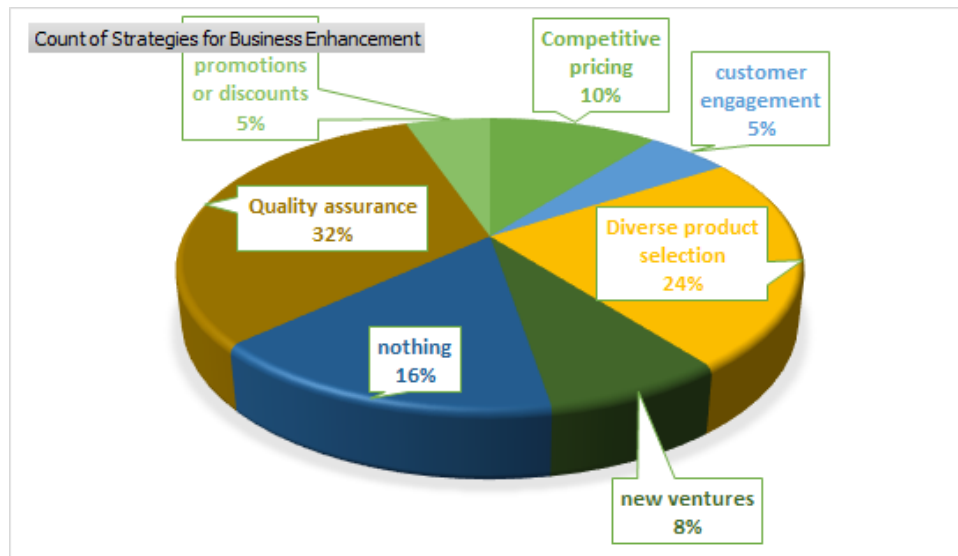 Count of Strategies for Business Enhancement
promotions
or discounts
5%
Competitive
pricing
10%
customer
engagement
5%
Quality assurance
32%
Diverse product
selection
24%
nothing
16%
new ventures
8%